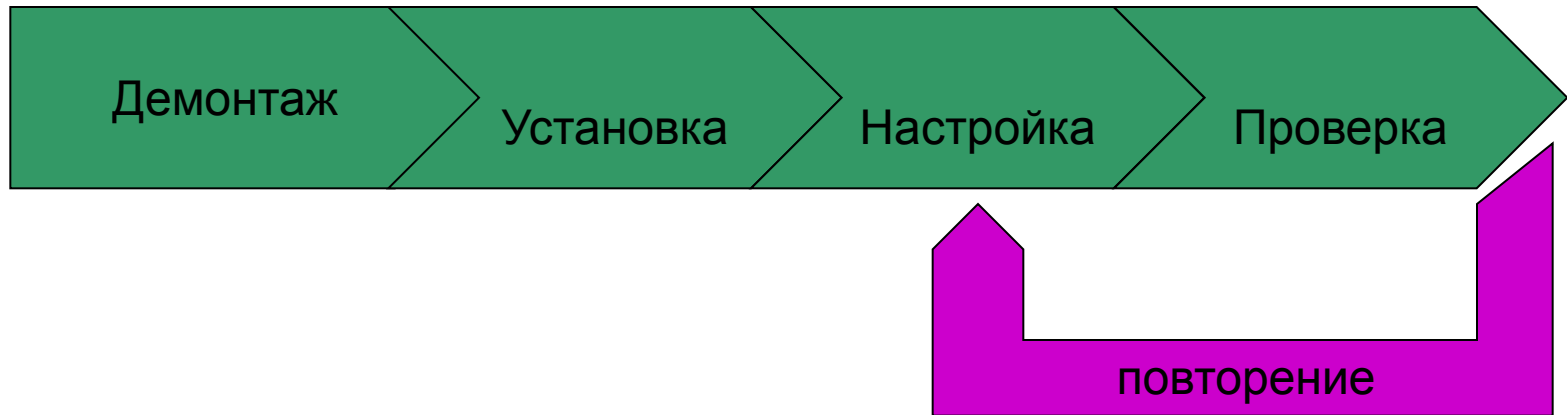 Демонтаж
Установка
Настройка
Проверка
повторение